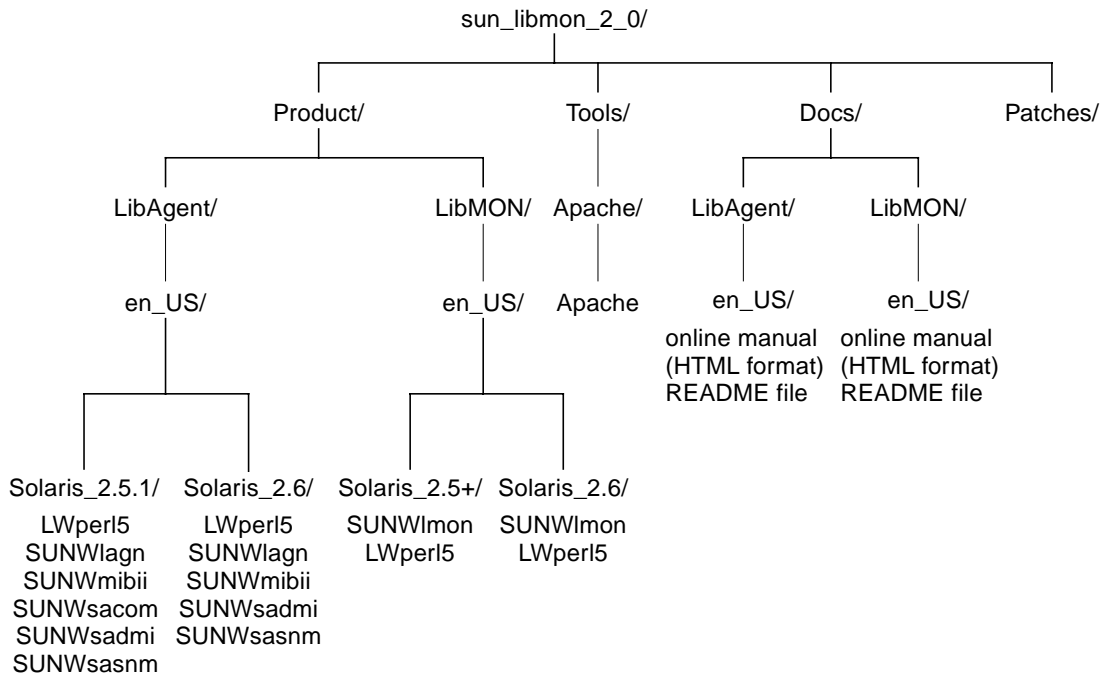 sun_libmon_2_0/
Product/ Tools/ Docs/ Patches/
LibAgent/ LibMON/ Apache/ LibAgent/ LibMON/
en_US/ en_US/ Apache en_US/ en_US/
online manual online manual
(HTML format) (HTML format)
README file README file
Solaris_2.5.1/ Solaris_2.6/ Solaris_2.5+/ Solaris_2.6/
LWperl5 LWperl5 SUNWlmon SUNWlmon
SUNWlagn SUNWlagn LWperl5 LWperl5
SUNWmibii SUNWmibii
SUNWsacom SUNWsadmi
SUNWsadmi SUNWsasnm
SUNWsasnm